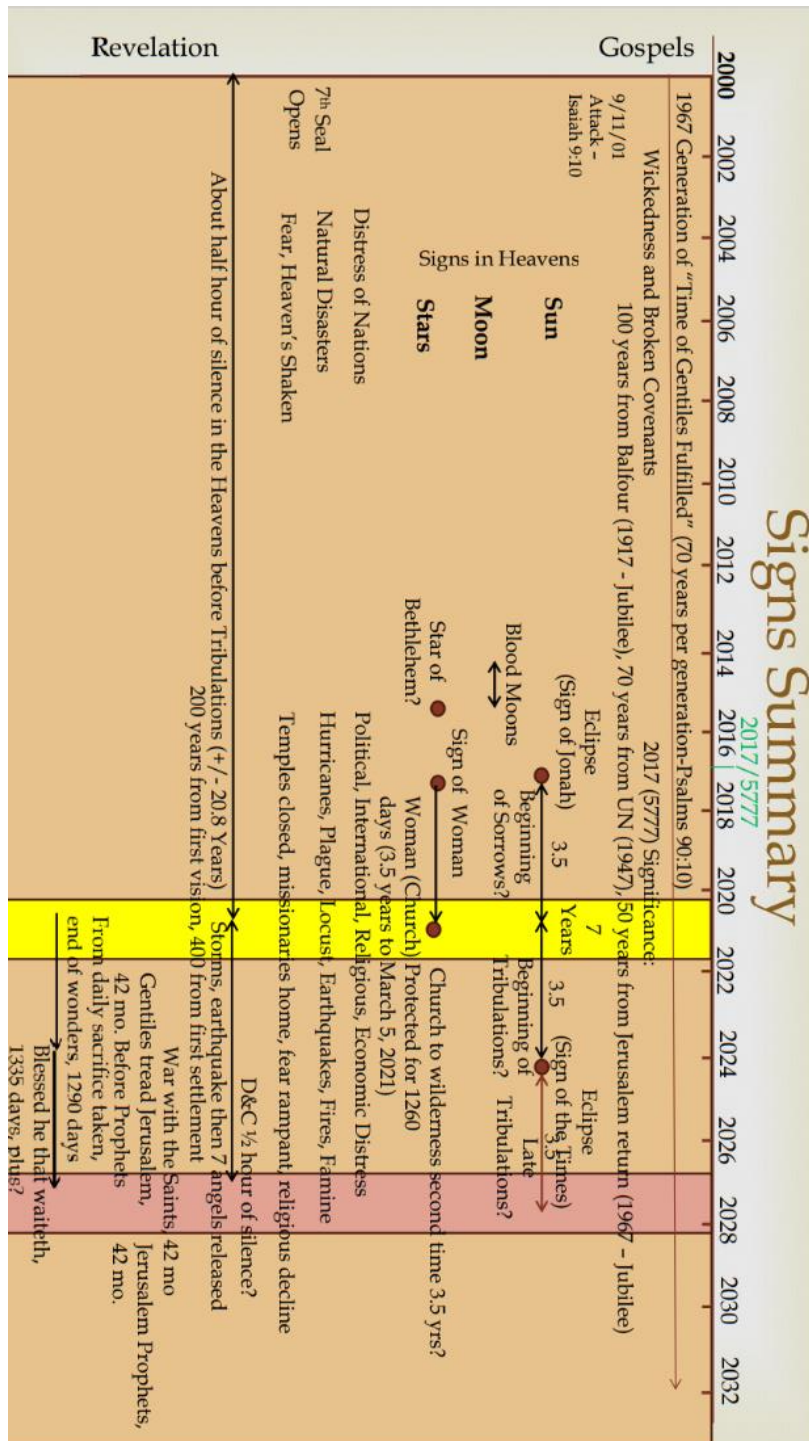 Signs Summary
2017/5777
2000 2002 2004 2006 2008 2010 2012 2014 2016 2018 2020 2022 2024 2026 2028 2030 2032
Gospels
1967 Generation of “Time of Gentiles Fulfilled” (70 years per generation-Psalms 90:10)
Wickedness and Broken Covenants
2017 (5777) Significance:
100 years from Balfour (1917 - Jubilee), 70 years from UN (1947), 50 years from Jerusalem return (1967 – Jubilee)
9/11/01
Attack –
Isaiah 9:10
Signs in Heavens
Sun
Moon
Stars
Eclipse
(Sign of Jonah)
3.5
Years
7
3.5
Eclipse
(Sign of the Times)
3.5
Beginning
of Sorrows?
Beginning of
Tribulations?
Late
Tribulations?
Blood Moons
Star of
Bethlehem?
Sign of Woman
Woman (Church) Protected for 1260
days (3.5 years to March 5, 2021)
Church to wilderness second time 3.5 yrs?
Distress of Nations
Political, International, Religious, Economic Distress
7th Seal
Opens
Natural Disasters
Hurricanes, Plague, Locust, Earthquakes, Fires, Famine
Fear, Heaven’s Shaken
Temples closed, missionaries home, fear rampant, religious decline
Revelation
About half hour of silence in the Heavens before Tribulations (+/- 20.8 Years)
200 years from first vision, 400 from first settlement
D&C ½ hour of silence?
Storms, earthquake then 7 angels released
War with the Saints, 42 mo
Gentiles tread Jerusalem,
42 mo. Before Prophets
Jerusalem Prophets,
42 mo.
From daily sacrifice taken,
end of wonders, 1290 days
Blessed he that waiteth,
1335 days, plus?